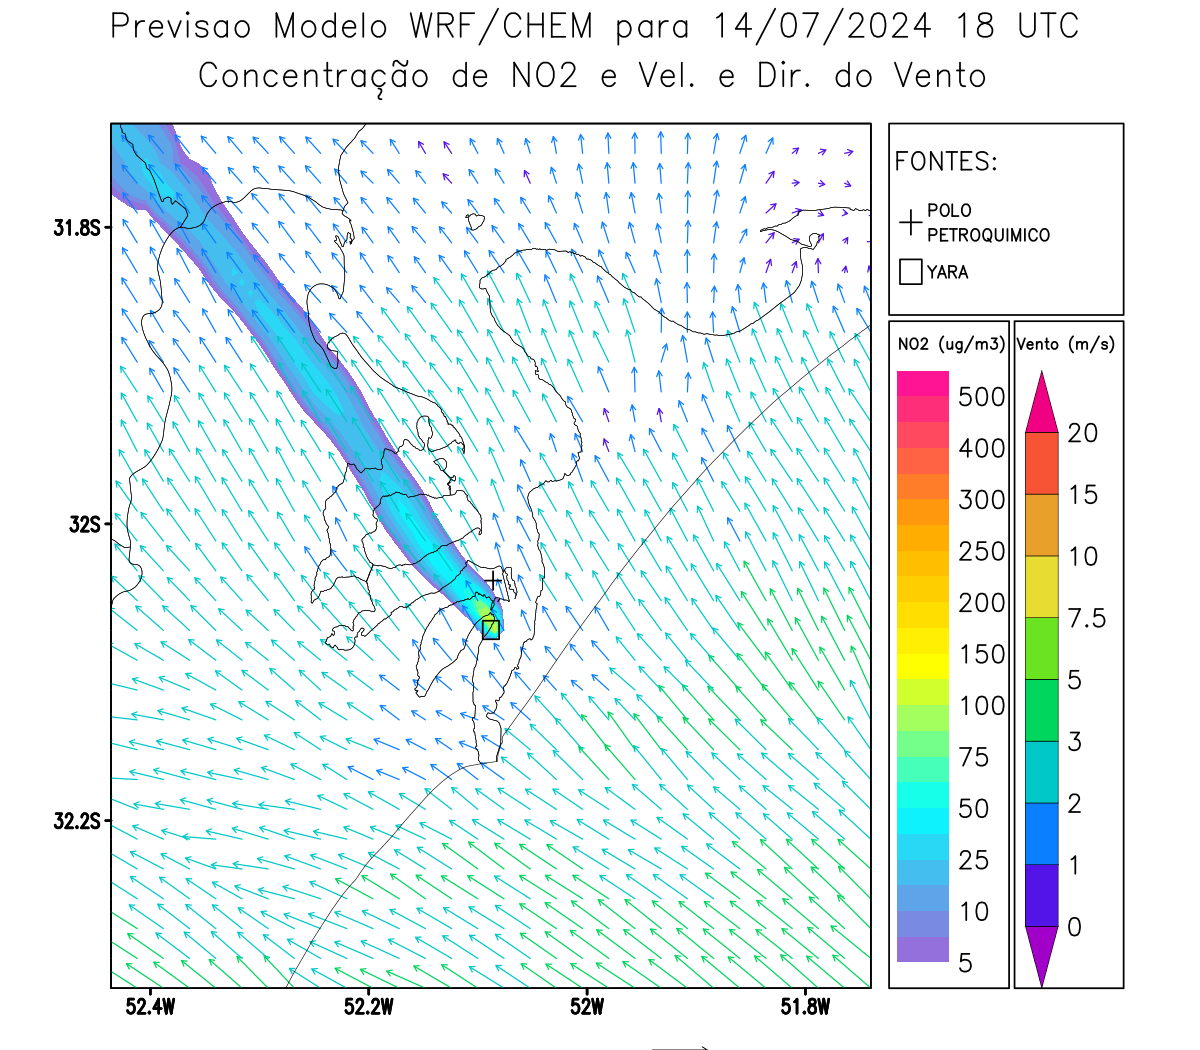 Previsao Modelo WRF/CHEM para 14/07/2024 18 UTC
Concentração de NO2 e Vel. e Dir. do Vento
FONTES:
POLO
PETROQUIMICO
YARA
NO2 (ug/m3)
500
400
300
250
200
150
100
75
50
25
10
5
Vento (m/s)
20
15
10
7.5
5
3
2
1
0
31.8S
32S
32.2S
52.4W
52.2W
52W
51.8W